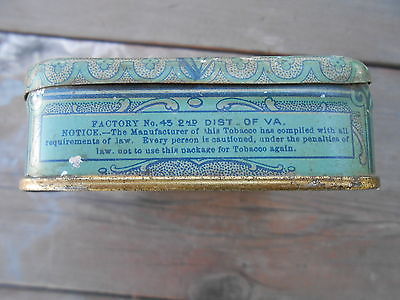 FACTORY No. 45 2ND DIST. OF VA.
NOTICE.—The Manufacturer of this Tobacco has complied with all
requirements of law. Every person is cautioned, under the penalties of
law, not to use this package for Tobacco again.